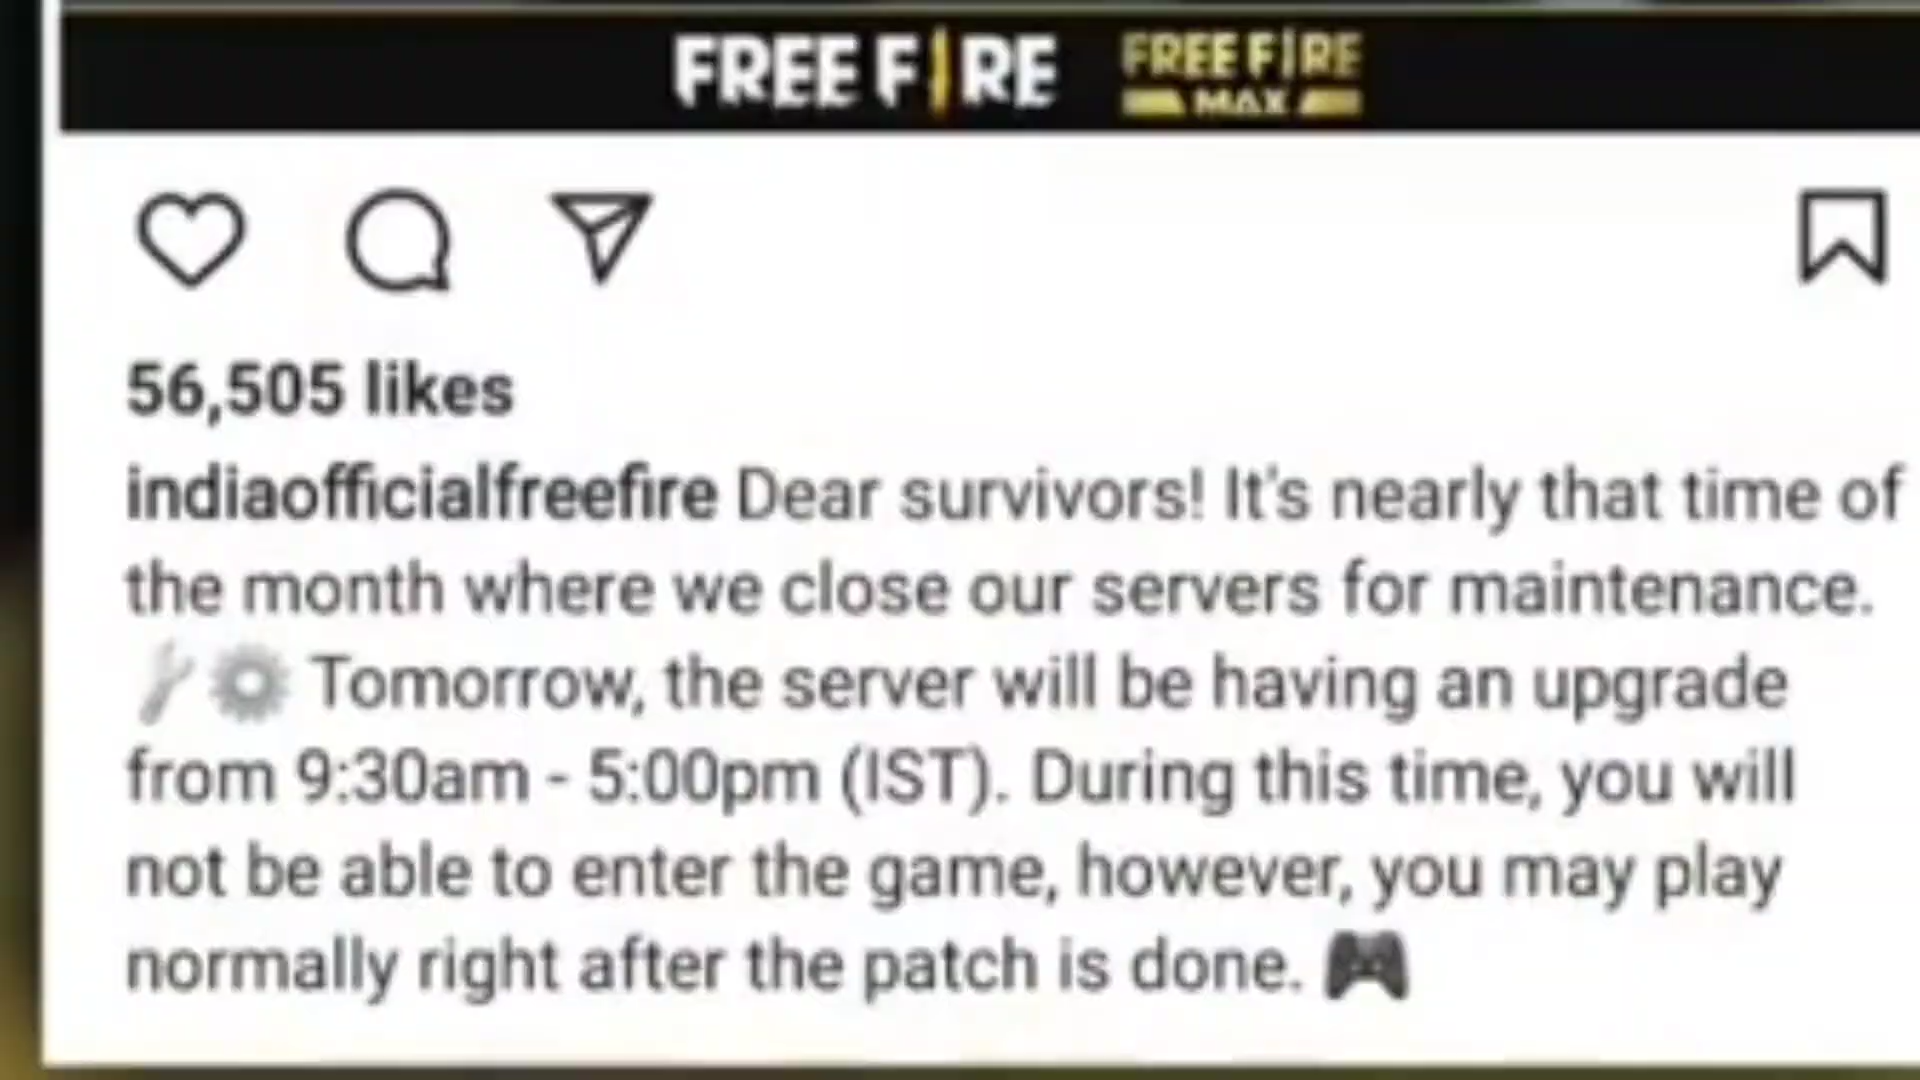 FREE FIRE FREE FIRE MAX
56,505 likes
indiaofficialfreefire Dear survivors! It's nearly that time of
the month where we close our servers for maintenance.
🔧⚙️ Tomorrow, the server will be having an upgrade
from 9:30am - 5:00pm (IST). During this time, you will
not be able to enter the game, however, you may play
normally right after the patch is done. 🎮